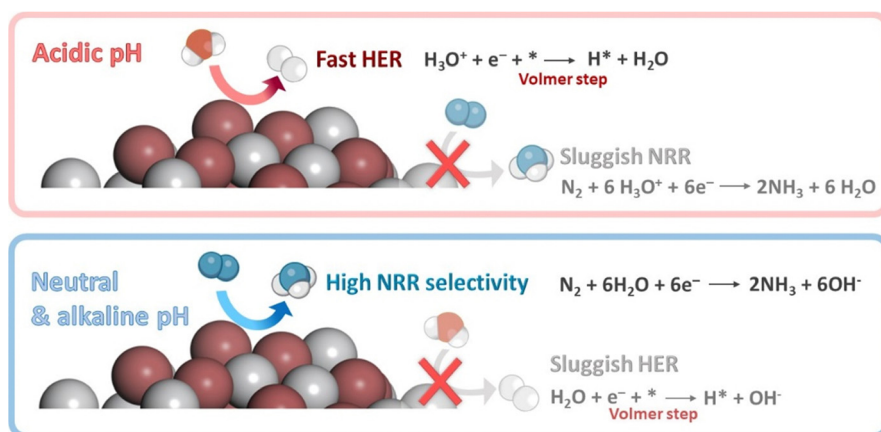 Acidic pH
Fast HER
H₃O⁺ + e⁻ + * ⟶ H* + H₂O
Volmer step
Sluggish NRR
N₂ + 6 H₃O⁺ + 6e⁻ ⟶ 2NH₃ + 6 H₂O
Neutral
& alkaline pH
High NRR selectivity
N₂ + 6H₂O + 6e⁻ ⟶ 2NH₃ + 6OH⁻
Sluggish HER
H₂O + e⁻ + * ⟶ H* + OH⁻
Volmer step